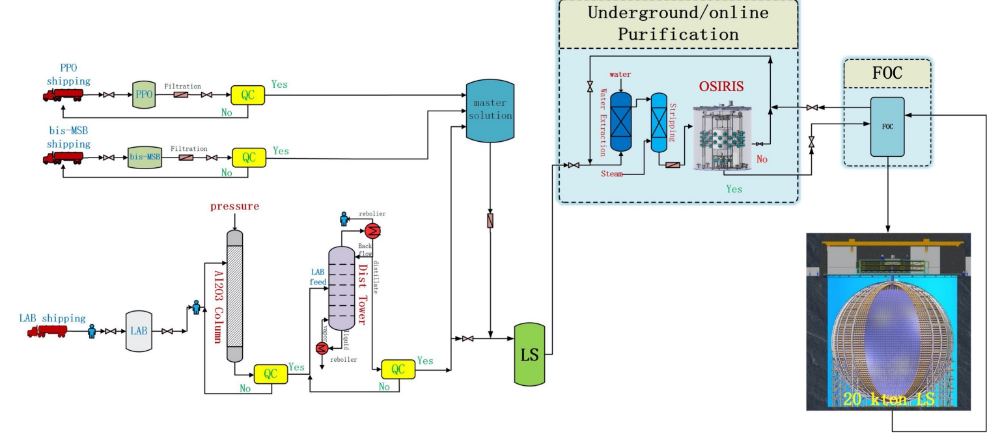 Underground/online
Purification
FOC
PPO
shipping
PPO
Filtration
QC
Yes
No
bis-MSB
shipping
bis-MSB
Filtration
QC
Yes
No
master
solution
water
Water Extraction
Stripping
Steam
OSIRIS
No
Yes
FOC
pressure
Al2O3 Column
LAB shipping
LAB
QC
Yes
No
rebolier
Back
flow
distillate
LAB
feed
Dist Tower
vapor
liquid
reboiler
QC
Yes
No
LS
20 kton LS